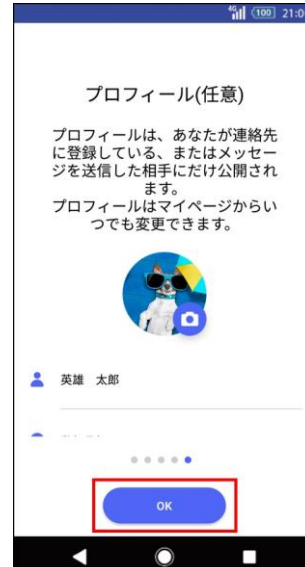 4G 100 21:0
プロフィール(任意)
プロフィールは、あなたが連絡先
に登録している、またはメッセー
ジを送信した相手にだけ公開され
ます。
プロフィールはマイページからい
つでも変更できます。
英雄 太郎
OK